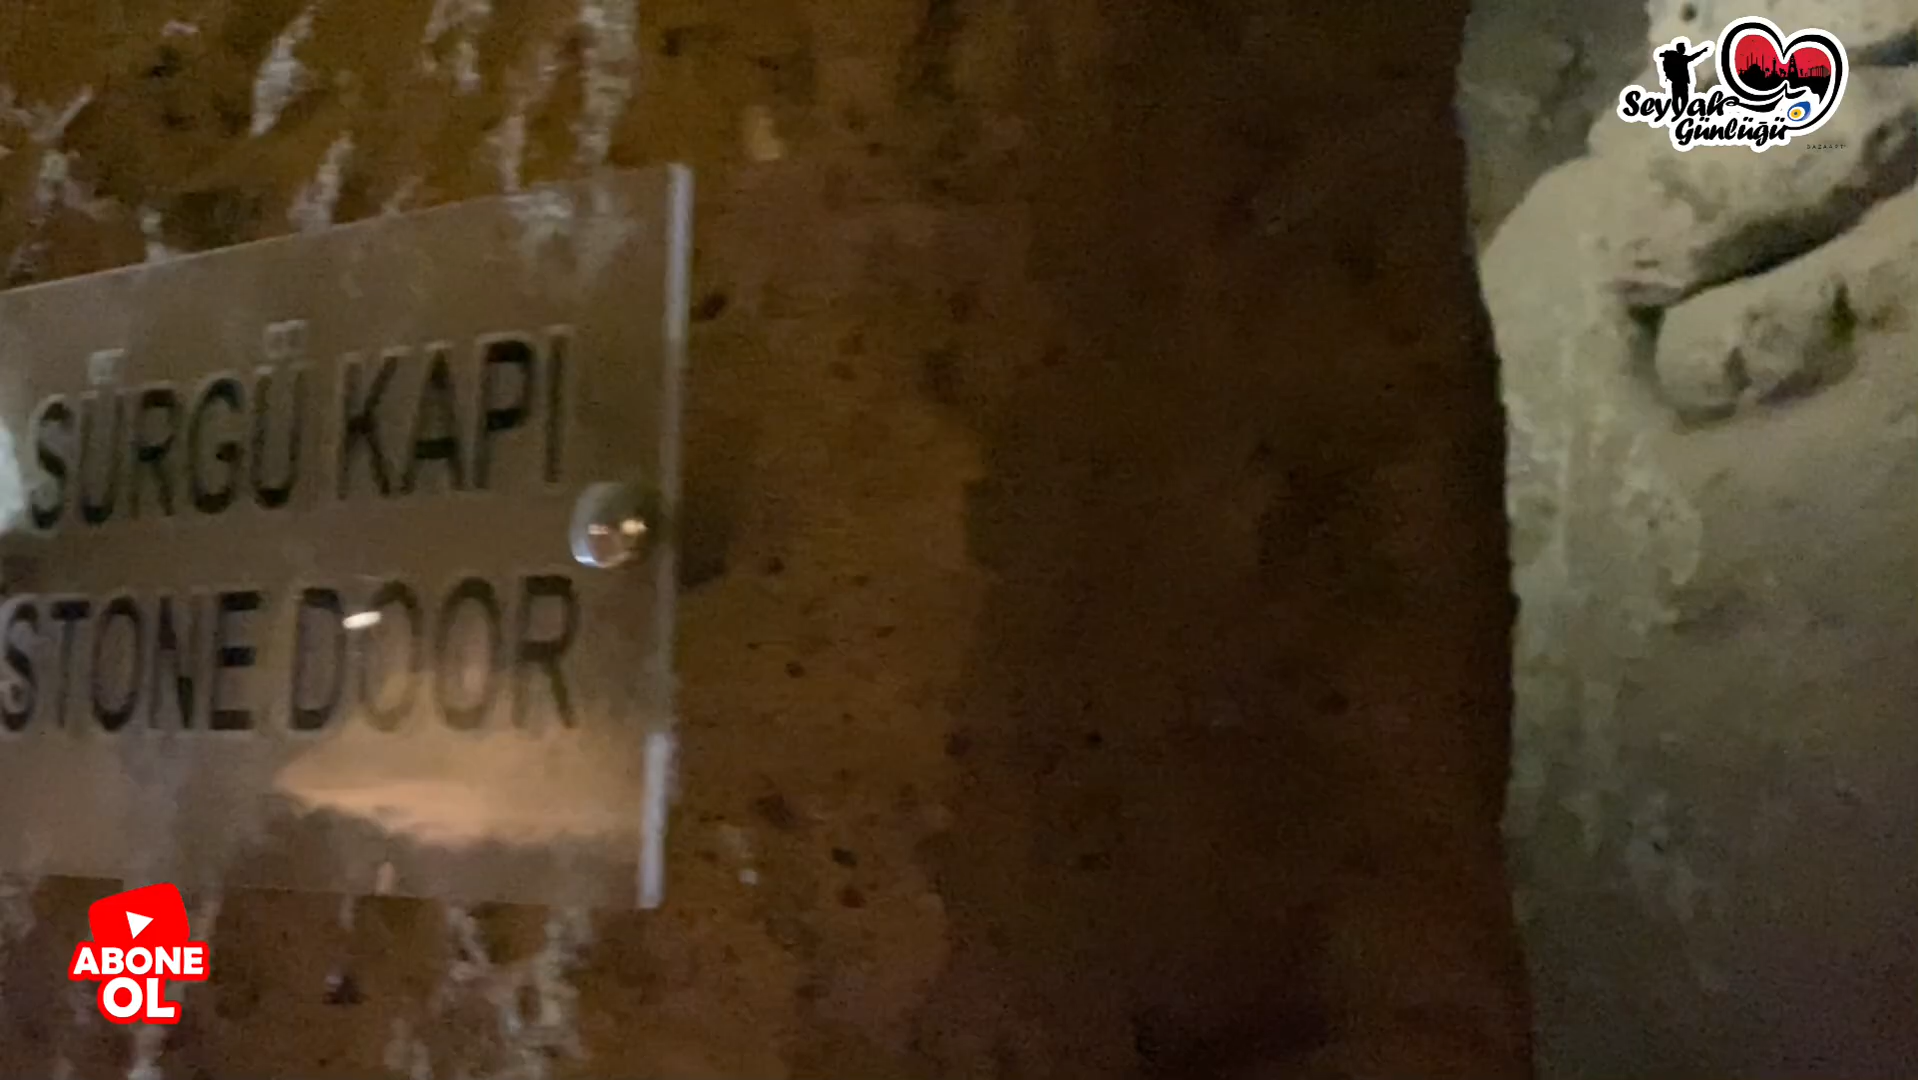 SÜRGÜ KAPI
STONE DOOR
Seyyah
Günlüğü
ABONE
OL